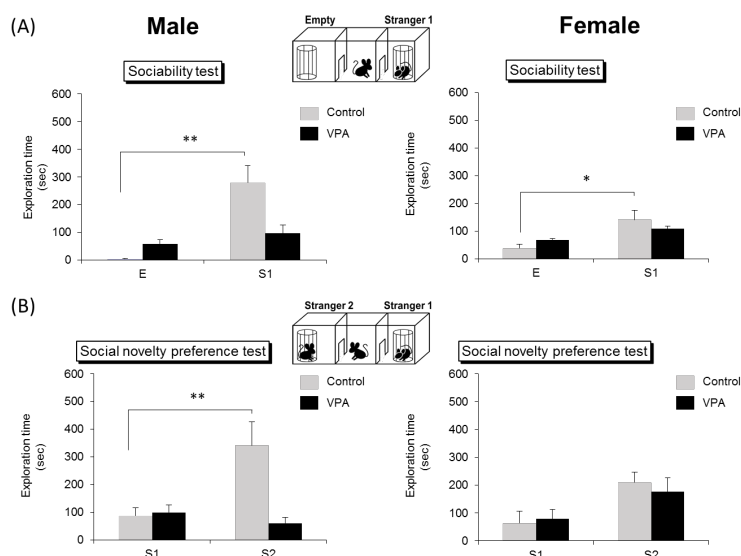 (A)
Male
Empty
Stranger 1
Female
Sociability test
Sociability test
Control
VPA
Control
VPA
**
*
Exploration time
(sec)
600
500
400
300
200
100
0
E
S1
Exploration time
(sec)
600
500
400
300
200
100
0
E
S1
(B)
Stranger 2
Stranger 1
Social novelty preference test
Social novelty preference test
Control
VPA
Control
VPA
**
Exploration time
(sec)
600
500
400
300
200
100
0
S1
S2
Exploration time
(sec)
600
500
400
300
200
100
0
S1
S2